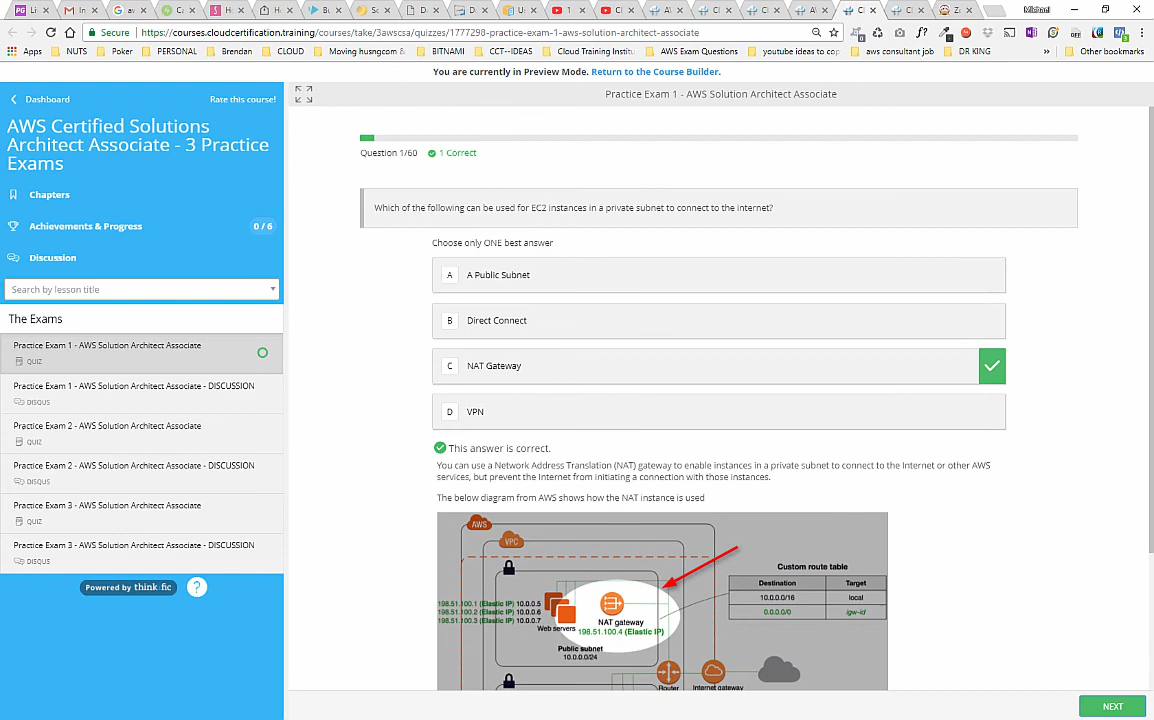 Michael
Secure
https://courses.cloudcertification.training/courses/take/3awscsa/quizzes/1777298-practice-exam-1-aws-solution-architect-associate
Apps NUTS Poker PERSONAL Brendan CLOUD Moving husngcom & BITNAMI CCT--IDEAS Cloud Training Institu AWS Exam Questions youtube ideas to cop aws consultant job DR KING » Other bookmarks
You are currently in Preview Mode. Return to the Course Builder.
Dashboard Rate this course!
Practice Exam 1 - AWS Solution Architect Associate
AWS Certified Solutions
Architect Associate - 3 Practice
Exams
Chapters
Achievements & Progress 0 / 6
Discussion
Search by lesson title
The Exams
Practice Exam 1 - AWS Solution Architect Associate
QUIZ
Practice Exam 1 - AWS Solution Architect Associate - DISCUSSION
DISQUS
Practice Exam 2 - AWS Solution Architect Associate
QUIZ
Practice Exam 2 - AWS Solution Architect Associate - DISCUSSION
DISQUS
Practice Exam 3 - AWS Solution Architect Associate
QUIZ
Practice Exam 3 - AWS Solution Architect Associate - DISCUSSION
DISQUS
Powered by thinkific ?
Question 1/60 1 Correct
Which of the following can be used for EC2 instances in a private subnet to connect to the internet?
Choose only ONE best answer
A A Public Subnet
B Direct Connect
C NAT Gateway
D VPN
This answer is correct.
You can use a Network Address Translation (NAT) gateway to enable instances in a private subnet to connect to the Internet or other AWS
services, but prevent the Internet from initiating a connection with those instances.
The below diagram from AWS shows how the NAT instance is used
AWS
VPC
Custom route table
Destination Target
10.0.0.0/16 local
0.0.0.0/0 igw-id
198.51.100.1 (Elastic IP) 10.0.0.5
198.51.100.2 (Elastic IP) 10.0.0.6
198.51.100.3 (Elastic IP) 10.0.0.7
Web servers
NAT gateway
198.51.100.4 (Elastic IP)
Public subnet
10.0.0.0/24
Router
Internet gateway
NEXT